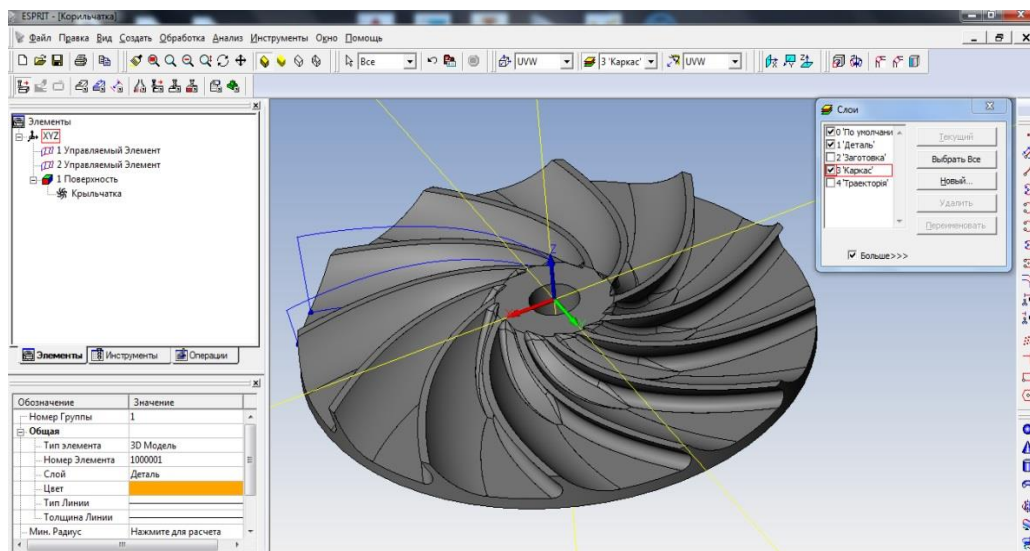 ESPRIT - [Корильчатка]
Файл Правка Вид Создать Обработка Анализ Инструменты Окно Помощь
Все UVW 3 'Каркас' UVW
Элементы
XYZ
1 Управляемый Элемент
2 Управляемый Элемент
1 Поверхность
Крыльчатка
Элементы Инструменты Операции
Обозначение Значение
Номер Группы 1
Общая
Тип элемента 3D Модель
Номер Элемента 1000001
Слой Деталь
Цвет
Тип Линии
Толщина Линии
Мин. Радиус Нажмите для расчета
Z
Слои
0 'По умолчани
1 'Деталь'
2 'Заготовка'
3 'Каркас'
4 'Траекторія'
Текущий
Выбрать Все
Новый...
Удалить
Переименовать
Больше>>>